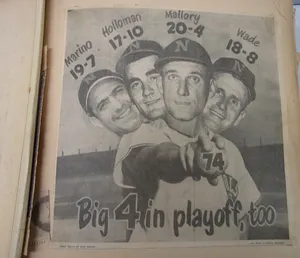 Marino
19-7
Holloman
17-10
Mallory
20-4
Wade
18-8
N N N N
74
Big 4 in playoff, too